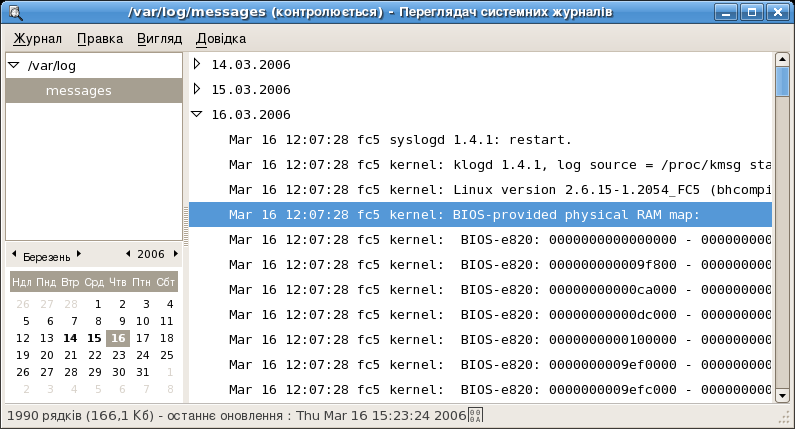 /var/log/messages (контролюється) - Переглядач системних журналів
Журнал Правка Вигляд Довідка
/var/log
messages
14.03.2006
15.03.2006
16.03.2006
Mar 16 12:07:28 fc5 syslogd 1.4.1: restart.
Mar 16 12:07:28 fc5 kernel: klogd 1.4.1, log source = /proc/kmsg sta
Mar 16 12:07:28 fc5 kernel: Linux version 2.6.15-1.2054_FC5 (bhcompi
Mar 16 12:07:28 fc5 kernel: BIOS-provided physical RAM map:
Mar 16 12:07:28 fc5 kernel:  BIOS-e820: 0000000000000000 - 000000000
Mar 16 12:07:28 fc5 kernel:  BIOS-e820: 000000000009f800 - 000000000
Mar 16 12:07:28 fc5 kernel:  BIOS-e820: 00000000000ca000 - 000000000
Mar 16 12:07:28 fc5 kernel:  BIOS-e820: 00000000000dc000 - 000000000
Mar 16 12:07:28 fc5 kernel:  BIOS-e820: 0000000000100000 - 000000000
Mar 16 12:07:28 fc5 kernel:  BIOS-e820: 0000000009ef0000 - 000000000
Mar 16 12:07:28 fc5 kernel:  BIOS-e820: 0000000009efc000 - 000000000
Березень 2006
Ндл Пнд Втр Срд Чтв Птн Сбт
26 27 28 1 2 3 4
5 6 7 8 9 10 11
12 13 14 15 16 17 18
19 20 21 22 23 24 25
26 27 28 29 30 31 1
2 3 4 5 6 7 8
1990 рядків (166,1 Кб) - останнє оновлення : Thu Mar 16 15:23:24 2006